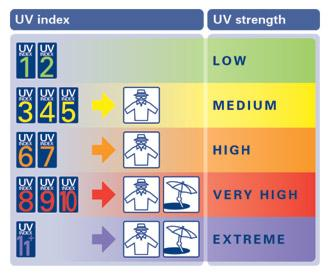 UV index UV strength
UV INDEX 1 UV INDEX 2 LOW
UV INDEX 3 UV INDEX 4 UV INDEX 5 MEDIUM
UV INDEX 6 UV INDEX 7 HIGH
UV INDEX 8 UV INDEX 9 UV INDEX 10 VERY HIGH
UV INDEX 11+ EXTREME